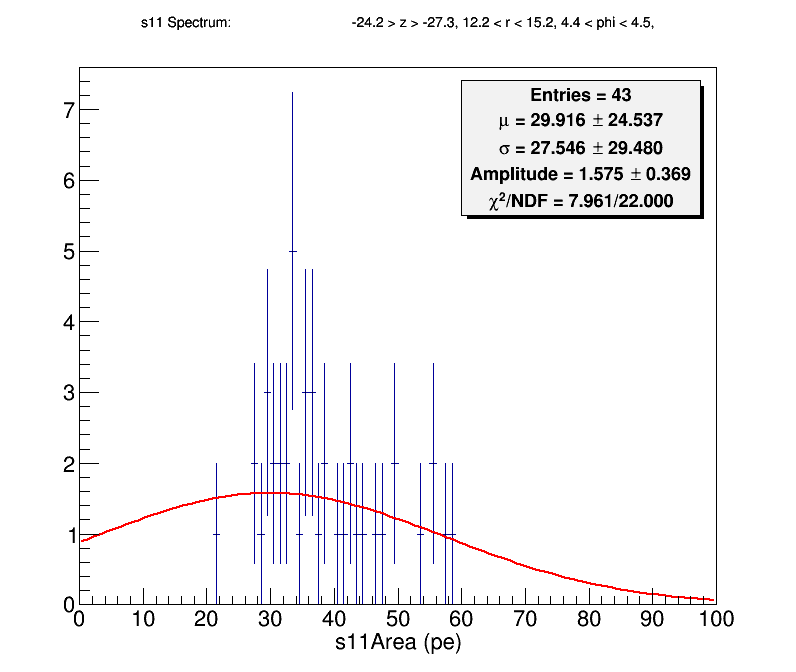 s11 Spectrum: -24.2 > z > -27.3, 12.2 < r < 15.2, 4.4 < phi < 4.5,
Entries = 43
μ = 29.916 ± 24.537
σ = 27.546 ± 29.480
Amplitude = 1.575 ± 0.369
χ²/NDF = 7.961/22.000
7
6
5
4
3
2
1
0
0 10 20 30 40 50 60 70 80 90 100
s11Area (pe)